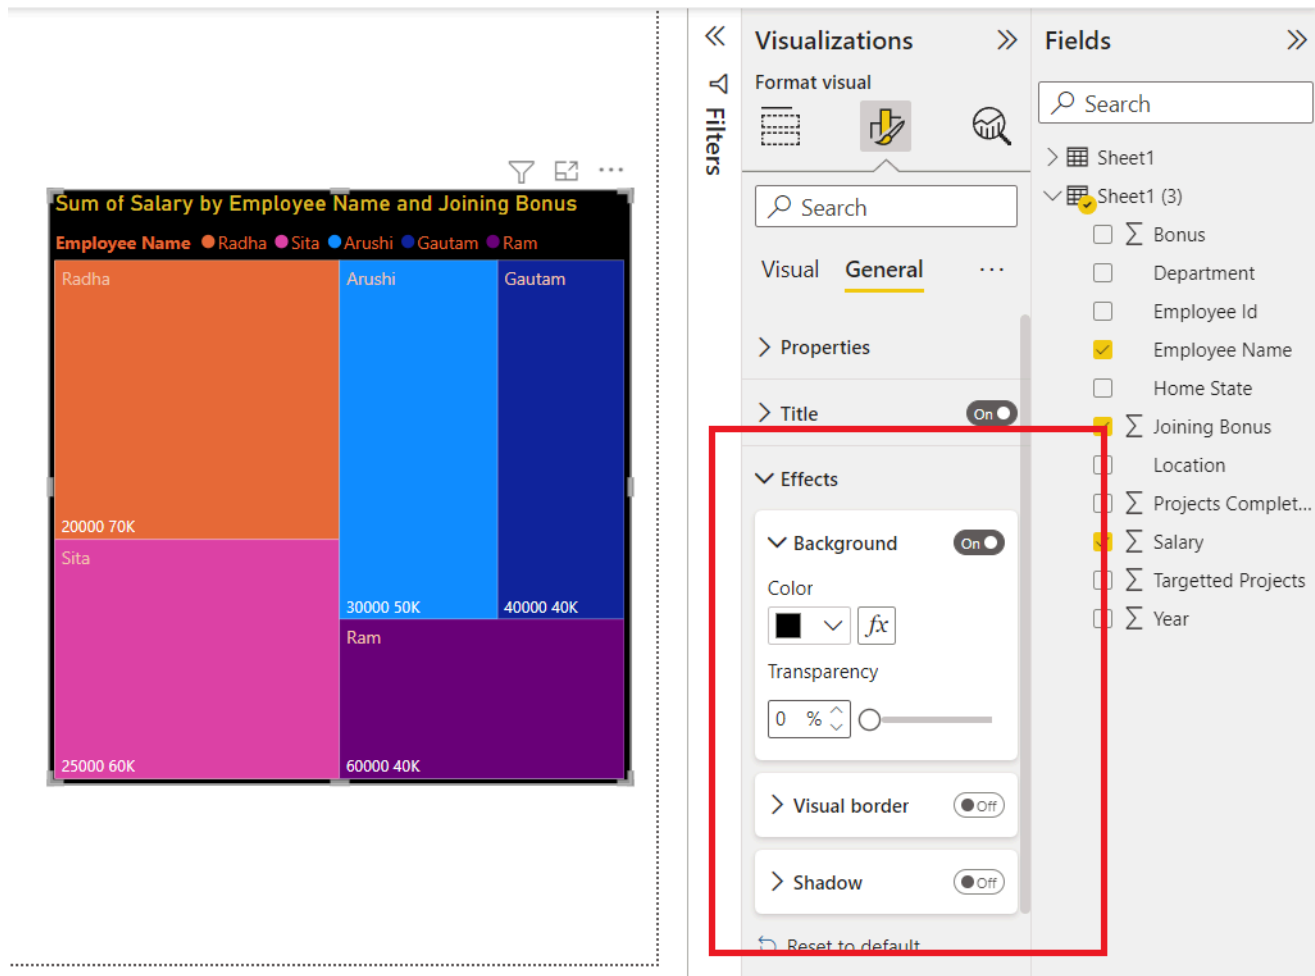 Sum of Salary by Employee Name and Joining Bonus
Employee Name Radha Sita Arushi Gautam Ram
Radha
20000 70K
Sita
25000 60K
Arushi
30000 50K
Gautam
40000 40K
Ram
60000 40K
Filters
Visualizations
Format visual
Search
Visual General
Properties
Title On
Effects
Background On
Color
fx
Transparency
0 %
Visual border Off
Shadow Off
Reset to default
Fields
Search
Sheet1
Sheet1 (3)
Bonus
Department
Employee Id
Employee Name
Home State
Joining Bonus
Location
Projects Complet...
Salary
Targetted Projects
Year